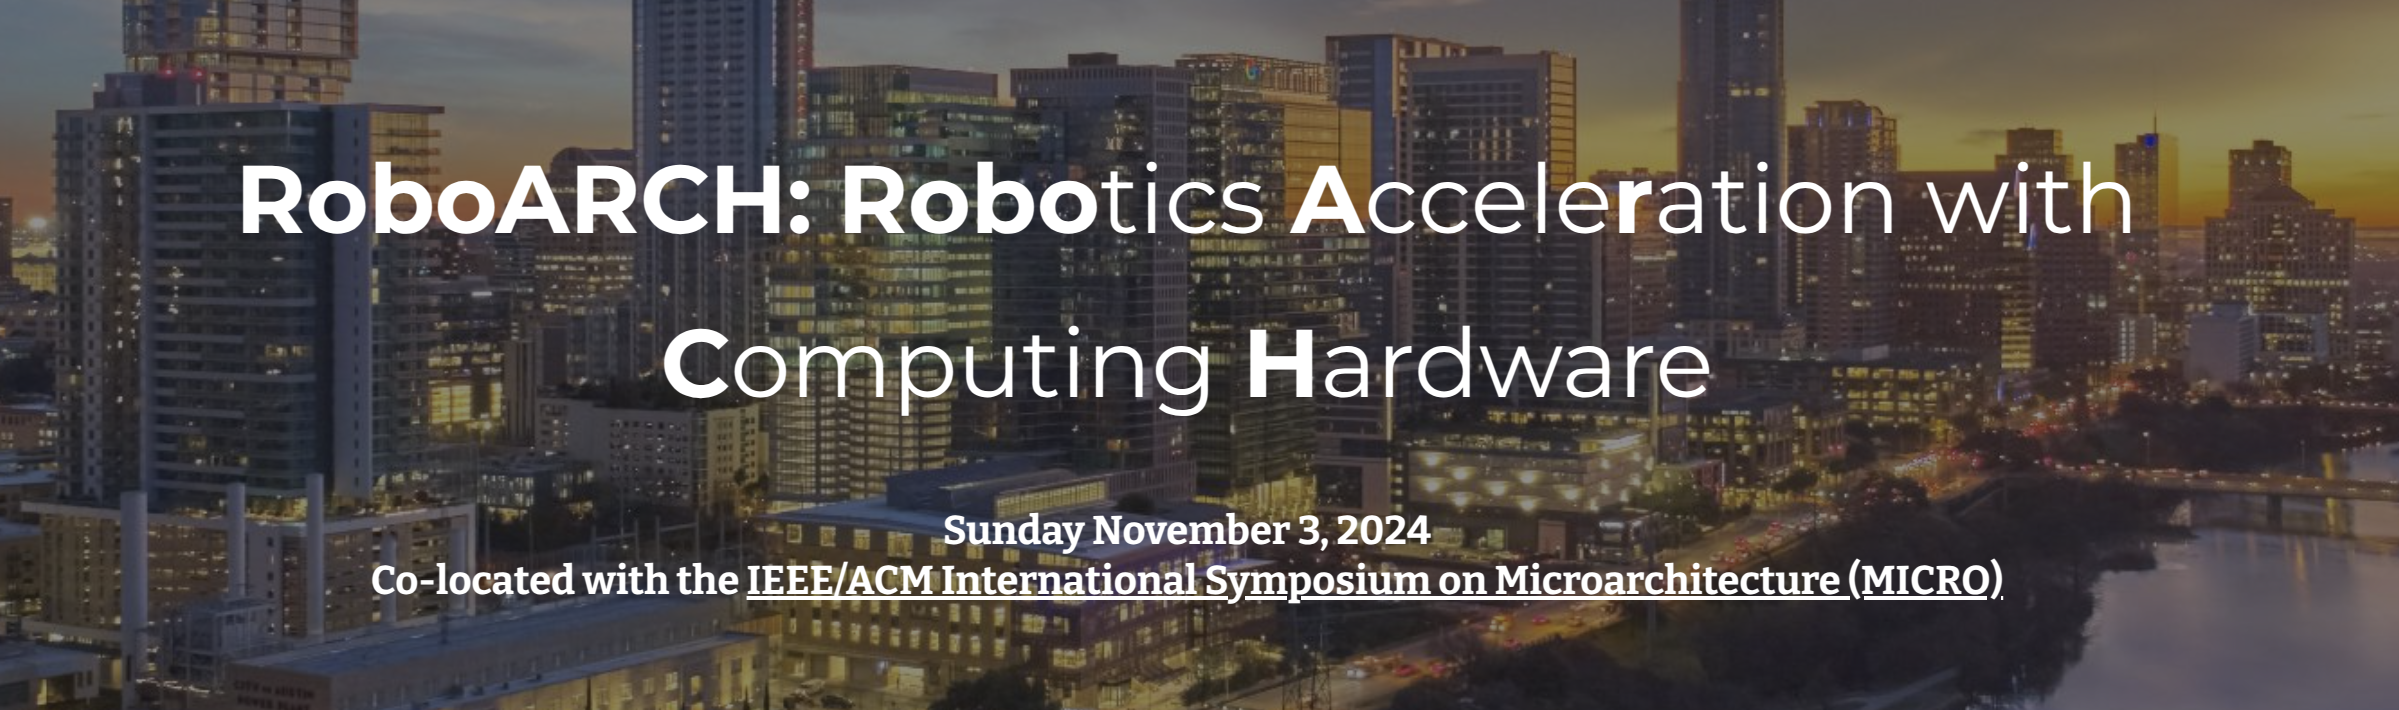 RoboARCH: Robotics Acceleration with
Computing Hardware
Sunday November 3, 2024
Co-located with the IEEE/ACM International Symposium on Microarchitecture (MICRO)